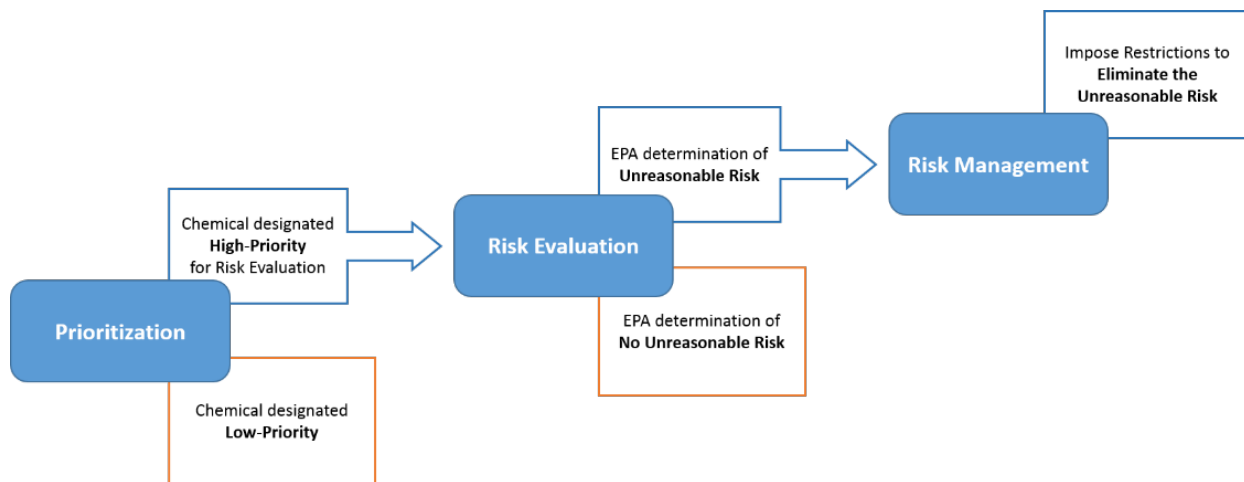 Prioritization
Chemical designated
High-Priority
for Risk Evaluation
Chemical designated
Low-Priority
Risk Evaluation
EPA determination of
Unreasonable Risk
EPA determination of
No Unreasonable Risk
Risk Management
Impose Restrictions to
Eliminate the
Unreasonable Risk